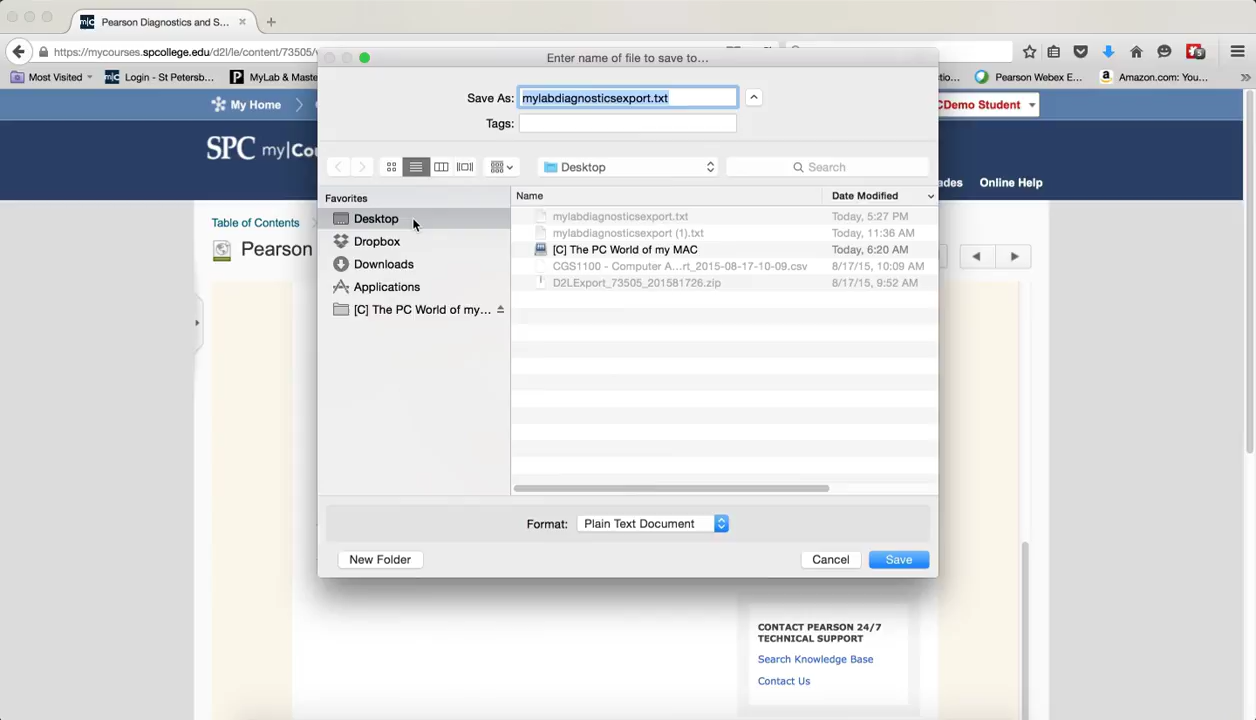 Pearson Diagnostics and S...
https://mycourses.spcollege.edu/d2l/le/content/73505/
Most Visited
Login - St Petersb...
MyLab & Maste
Pearson Webex E...
Amazon.com: You...
My Home
CDemo Student
SPC my|Cou
ades
Online Help
Table of Contents
Pearson
Enter name of file to save to...
Save As: mylabdiagnosticsexport.txt
Tags:
Desktop
Search
Favorites
Desktop
Dropbox
Downloads
Applications
[C] The PC World of my...
Name Date Modified
mylabdiagnosticsexport.txt Today, 5:27 PM
mylabdiagnosticsexport (1).txt Today, 11:36 AM
[C] The PC World of my MAC Today, 6:20 AM
CGS1100 - Computer A...rt_2015-08-17-10-09.csv 8/17/15, 10:09 AM
D2LExport_73505_201581726.zip 8/17/15, 9:52 AM
Format: Plain Text Document
New Folder
Cancel
Save
CONTACT PEARSON 24/7
TECHNICAL SUPPORT
Search Knowledge Base
Contact Us